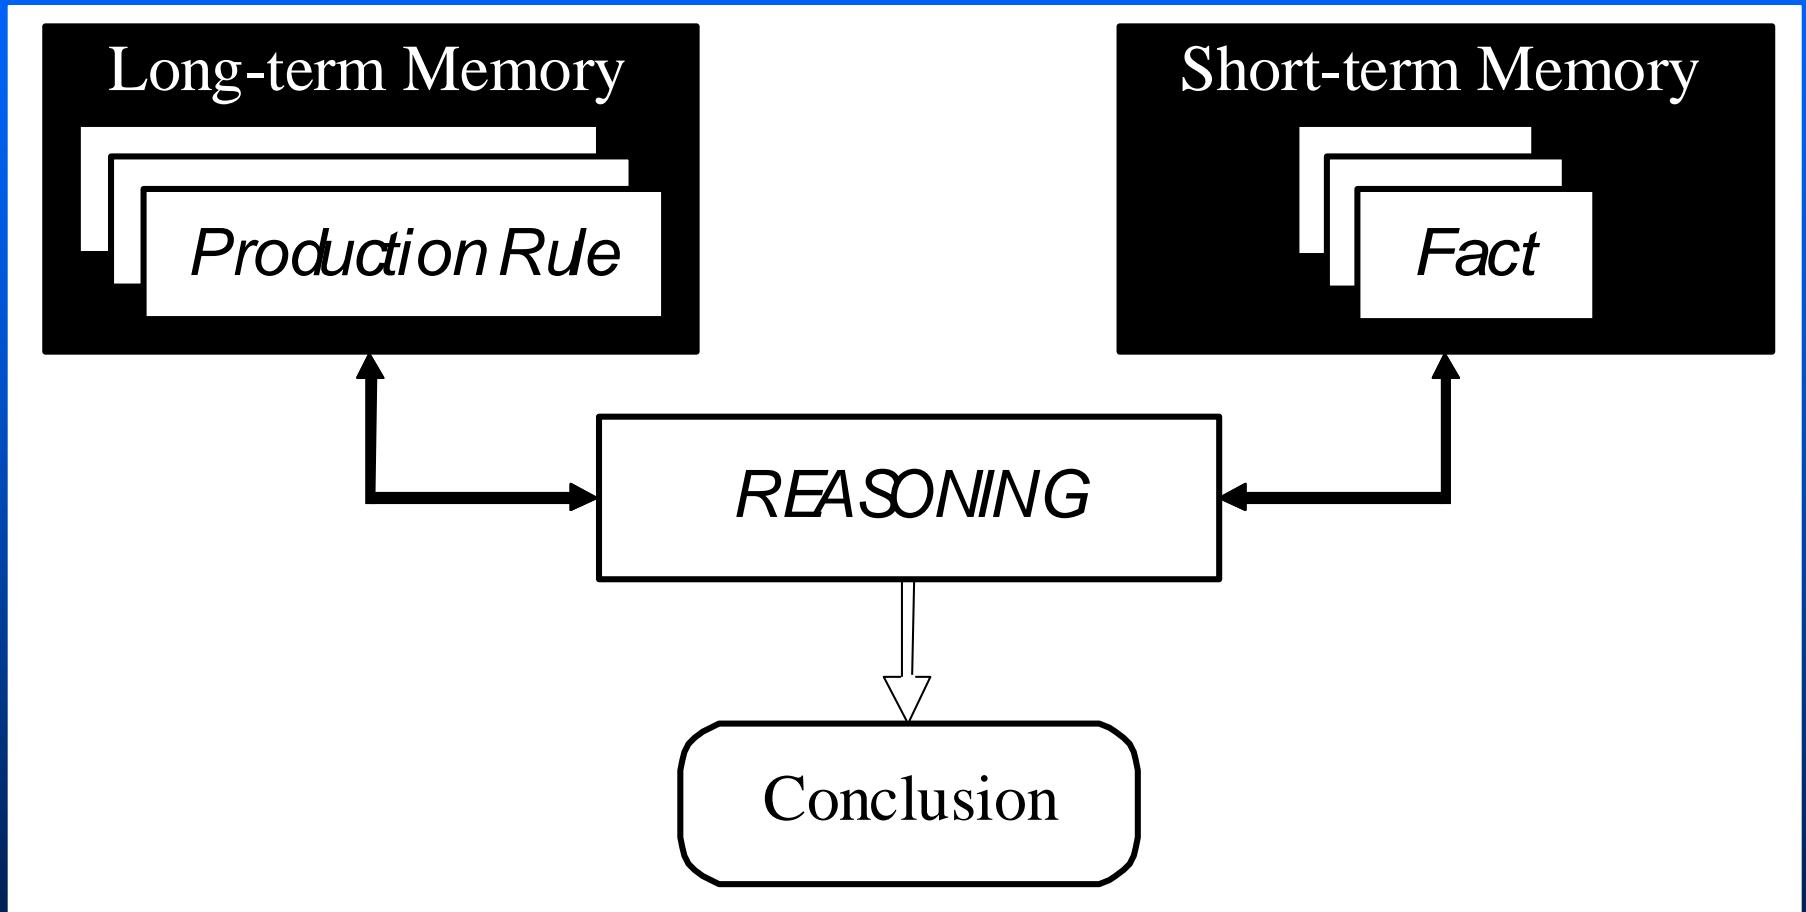 Long-term Memory
Short-term Memory
Production Rule
Fact
REASONING
Conclusion